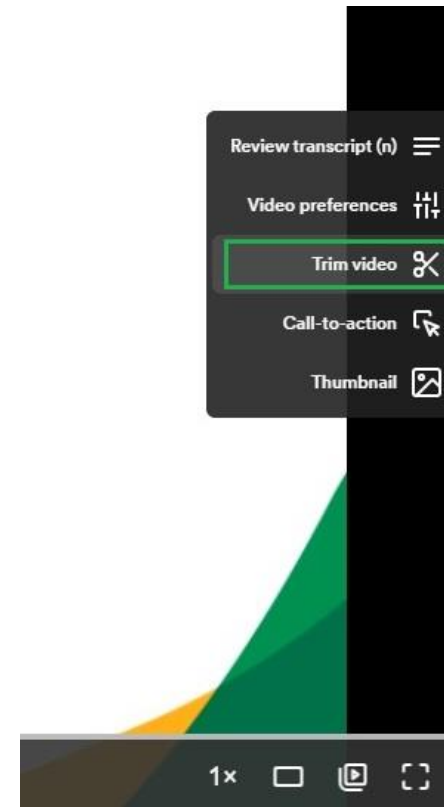 Review transcript (n)
Video preferences
Trim video
Call-to-action
Thumbnail
1×